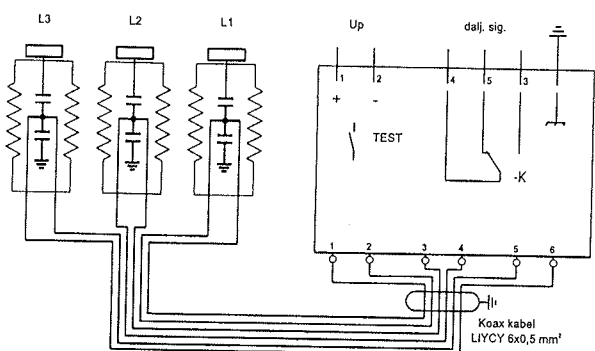 L3 L2 L1 Up dalj. sig.
1 2 4 5 3
+ -
TEST
-K
1 2 3 4 5 6
Koax kabel
LIYCY 6x0,5 mm²